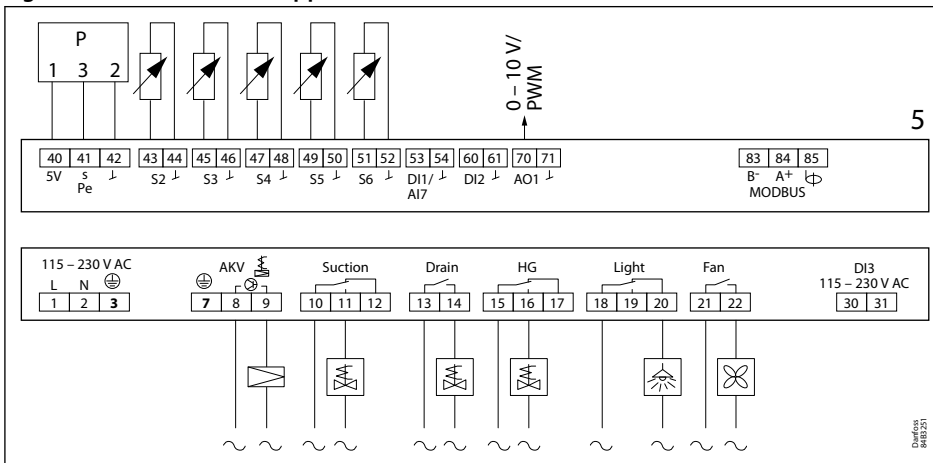 P
1 3 2
0 – 10 V/
PWM
5
40 41 42 43 44 45 46 47 48 49 50 51 52 53 54 60 61 70 71 83 84 85
5V s S2 S3 S4 S5 S6 DI1/ DI2 AO1 B- A+
Pe AI7 MODBUS
115 – 230 V AC AKV Suction Drain HG Light Fan DI3
L N 115 – 230 V AC
1 2 3 7 8 9 10 11 12 13 14 15 16 17 18 19 20 21 22 30 31
Danfoss
84B3251